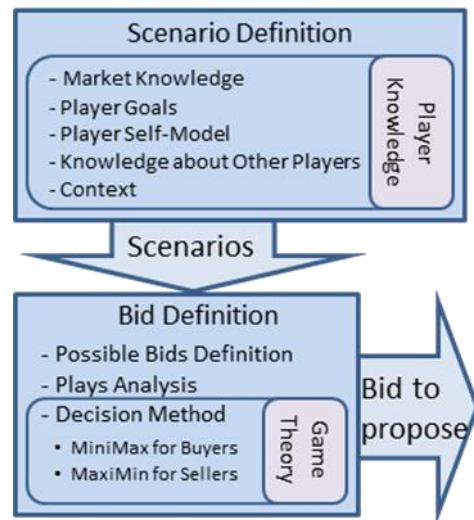 Scenario Definition
- Market Knowledge
- Player Goals
- Player Self-Model
- Knowledge about Other Players
- Context
Player
Knowledge
Scenarios
Bid Definition
- Possible Bids Definition
- Plays Analysis
- Decision Method
• MiniMax for Buyers
• MaxiMin for Sellers
Game
Theory
Bid to
propose